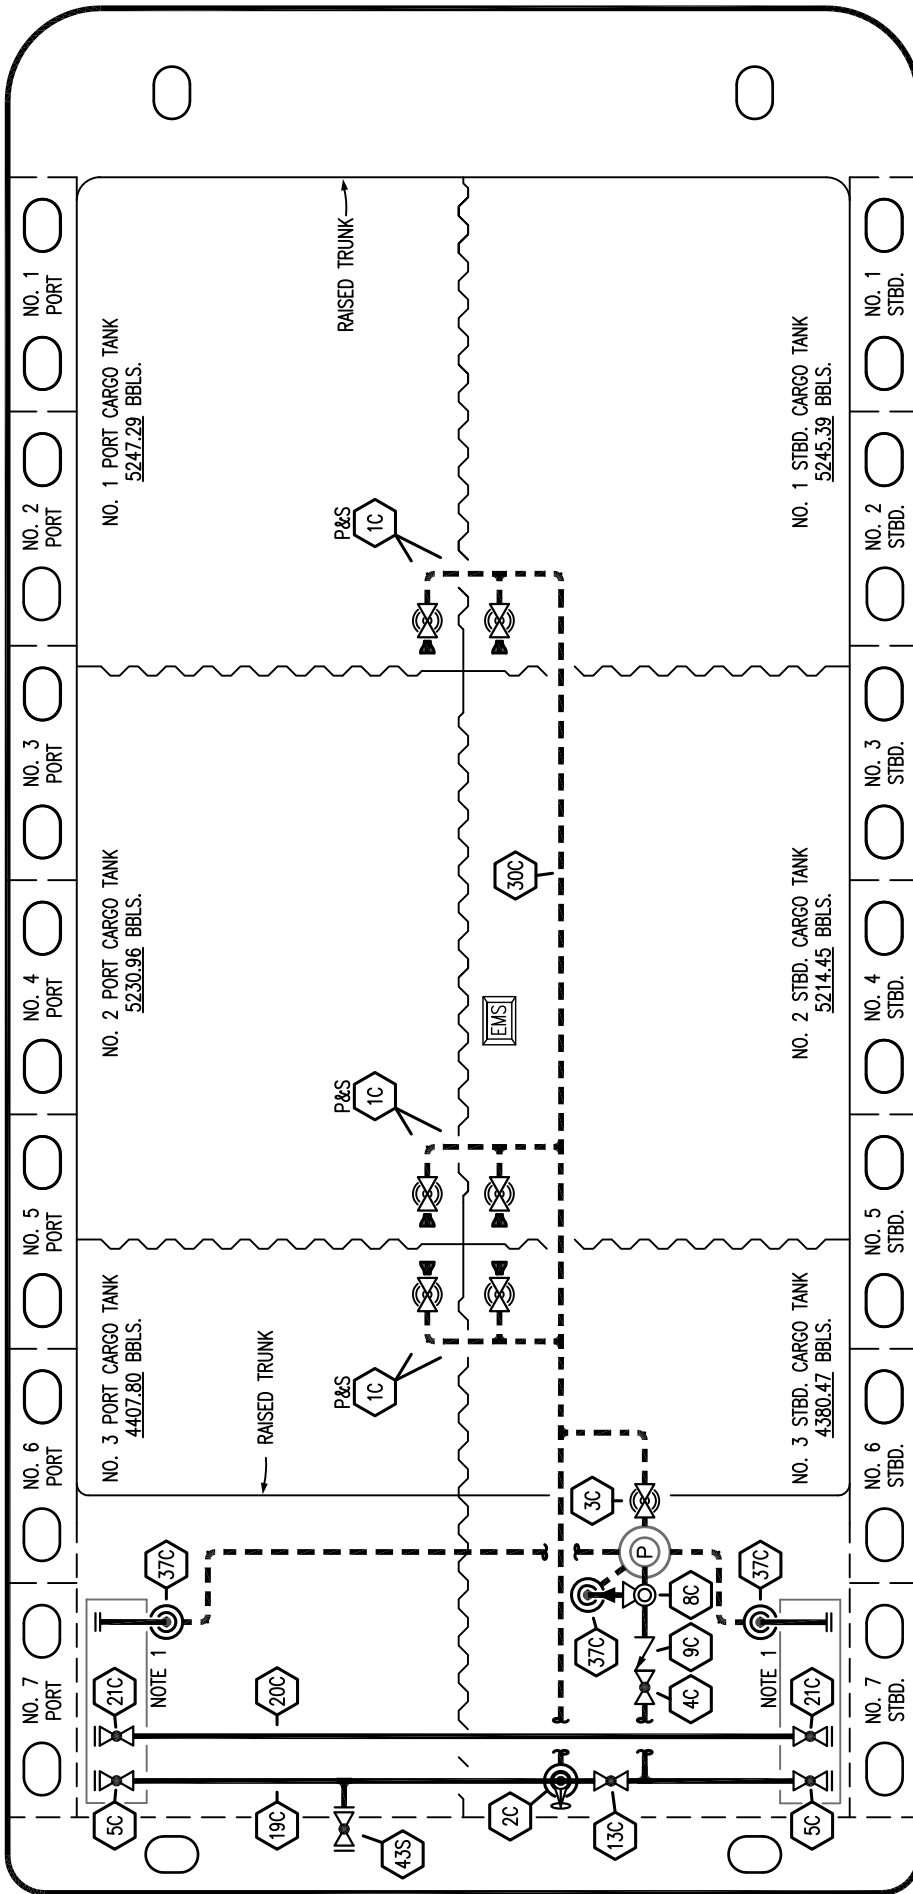 NO. 1
PORT
NO. 2
PORT
NO. 3
PORT
NO. 4
PORT
NO. 5
PORT
NO. 6
PORT
NO. 7
PORT
NO. 1 PORT CARGO TANK
5247.29 BBLS.
NO. 2 PORT CARGO TANK
5230.96 BBLS.
NO. 3 PORT CARGO TANK
4407.80 BBLS.
RAISED TRUNK
RAISED TRUNK
P&S
1C
P&S
1C
P&S
1C
30C
EMS
37C
NOTE 1
21C
5C
20C
19C
43S
2C
13C
3C
P
37C
8C
9C
4C
37C
NOTE 1
21C
5C
NO. 1 STBD. CARGO TANK
5245.39 BBLS.
NO. 2 STBD. CARGO TANK
5214.45 BBLS.
NO. 3 STBD. CARGO TANK
4380.47 BBLS.
NO. 1
STBD.
NO. 2
STBD.
NO. 3
STBD.
NO. 4
STBD.
NO. 5
STBD.
NO. 6
STBD.
NO. 7
STBD.